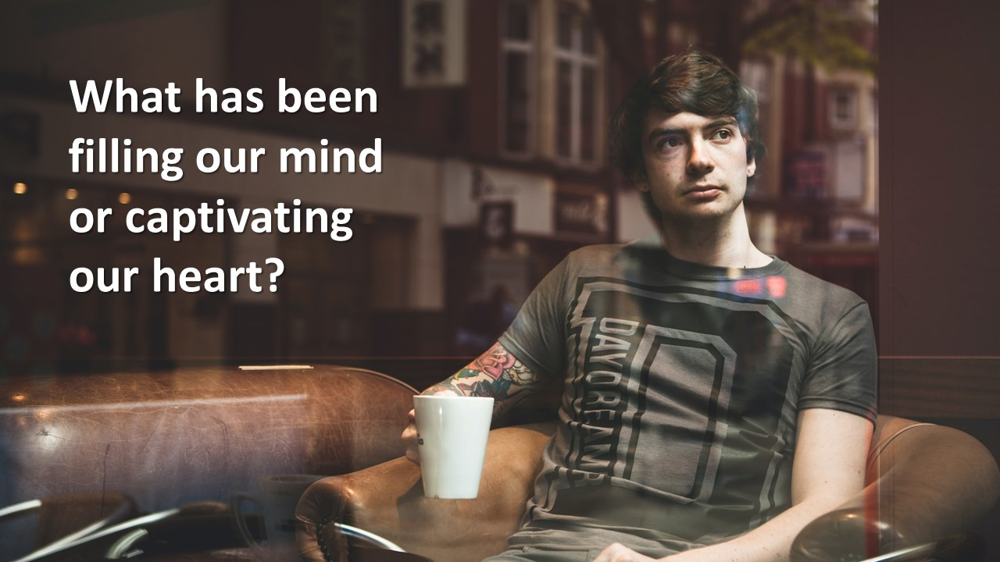 What has been
filling our mind
or captivating
our heart?